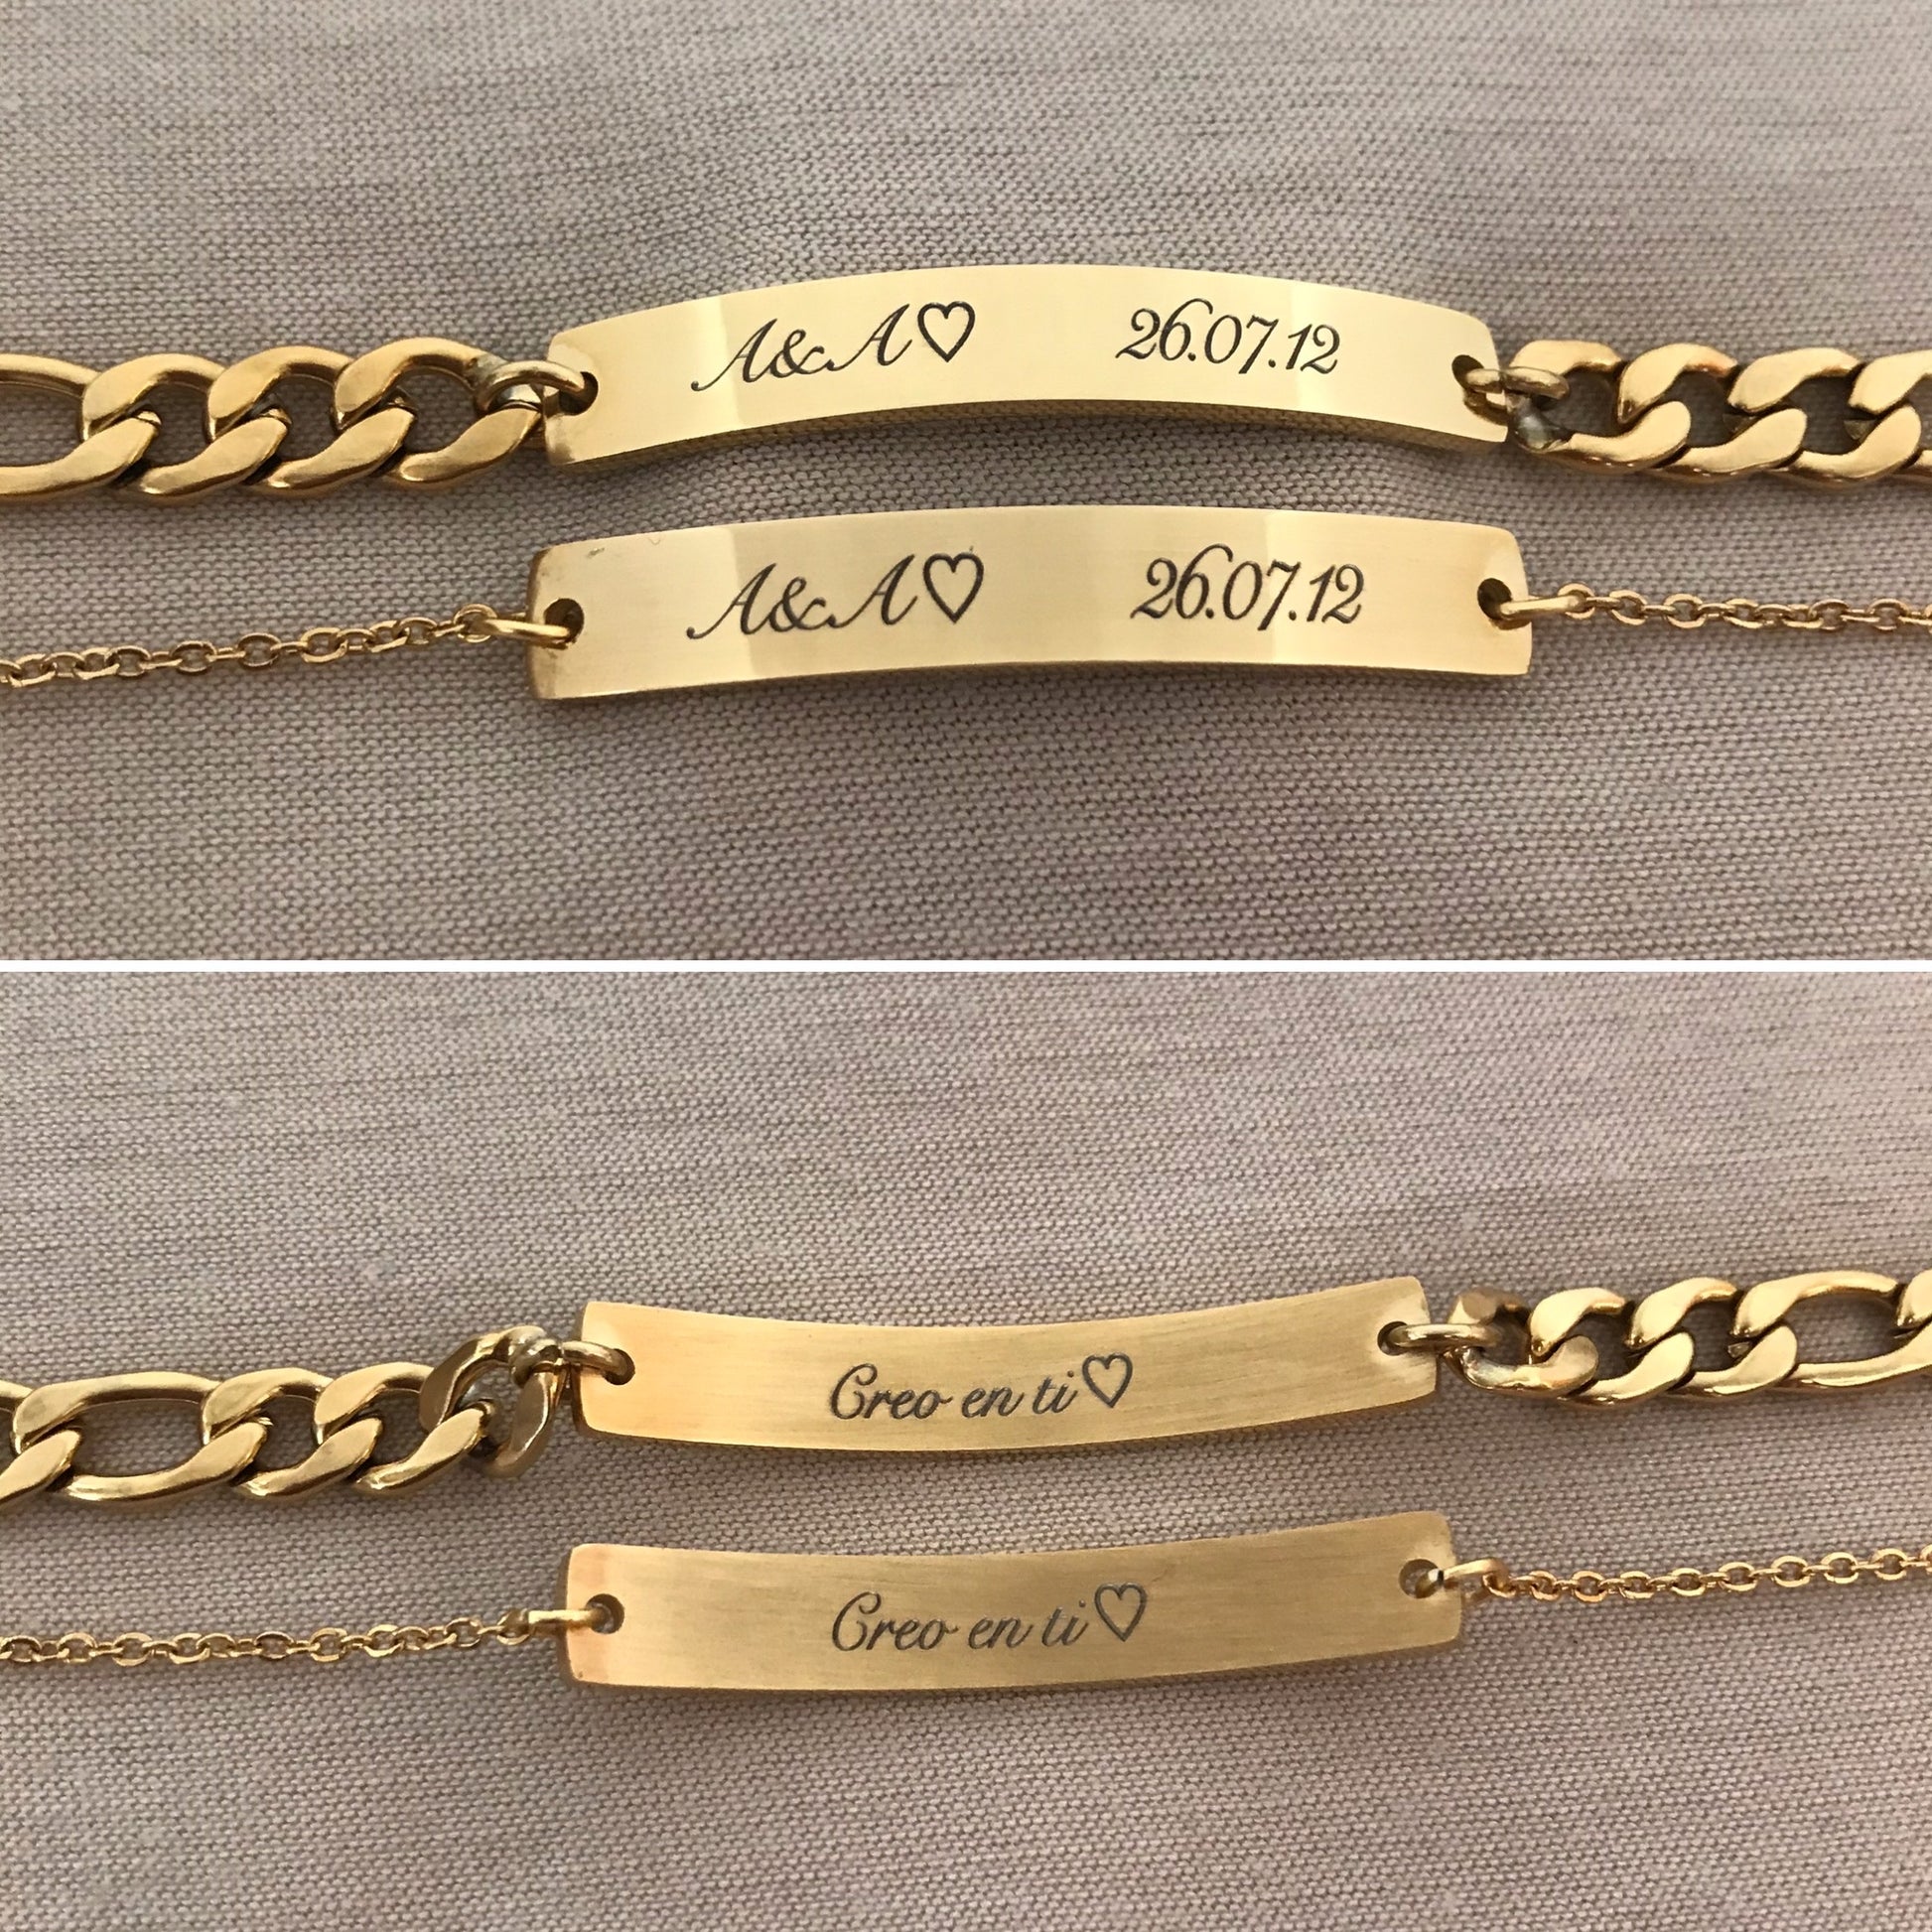 A&A♡ 26.07.12
A&A♡ 26.07.12
Creo en ti♡
Creo en ti♡